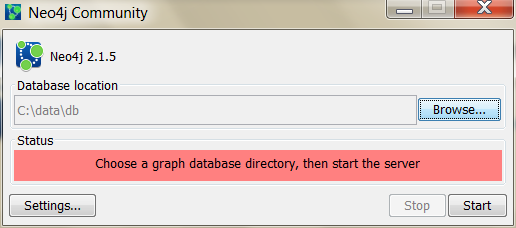 Neo4j Community
Neo4j 2.1.5
Database location
C:\data\db
Browse...
Status
Choose a graph database directory, then start the server
Settings...
Stop
Start